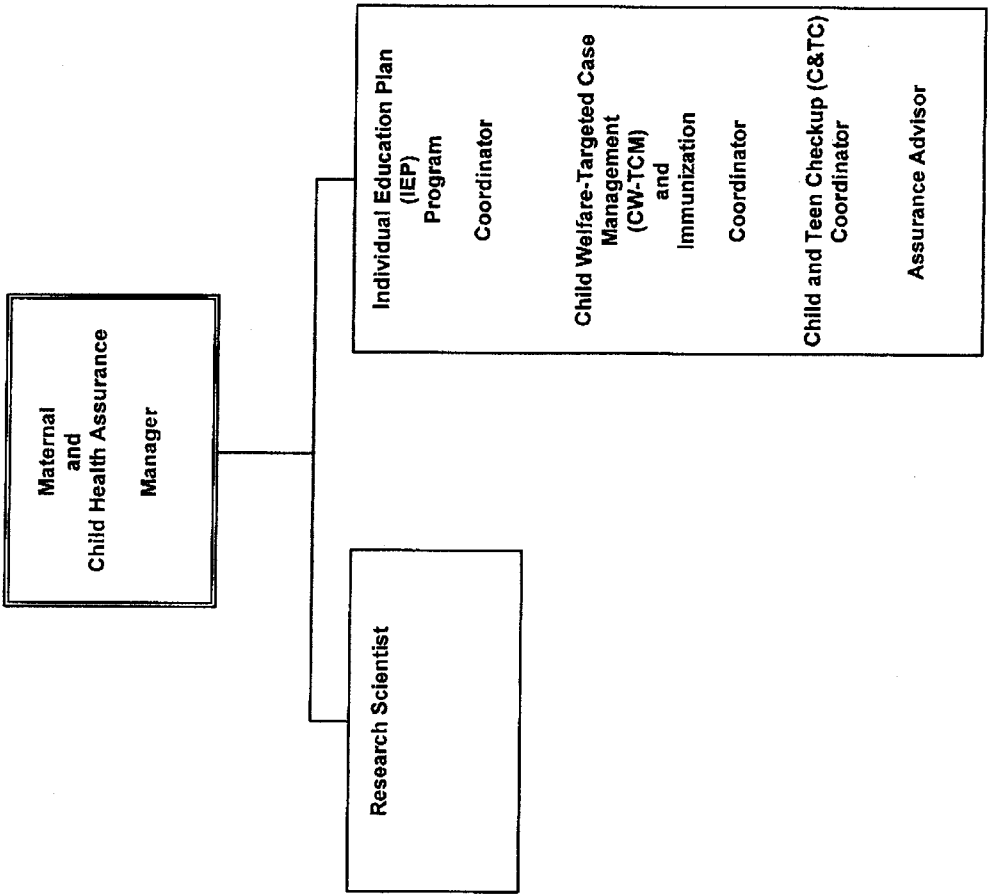 Maternal
and
Child Health Assurance
Manager
Research Scientist
Individual Education Plan
(IEP)
Program
Coordinator
Child Welfare-Targeted Case
Management
(CW-TCM)
and
Immunization
Coordinator
Child and Teen Checkup (C&TC)
Coordinator
Assurance Advisor